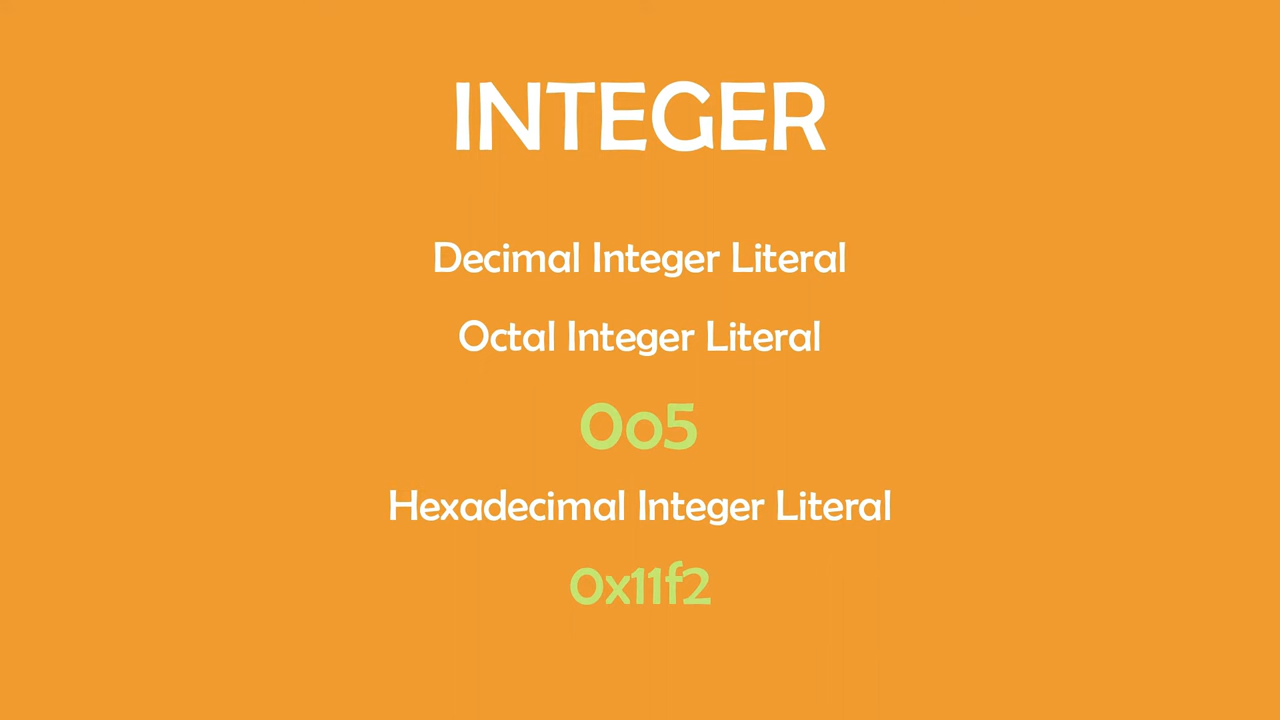 INTEGER
Decimal Integer Literal
Octal Integer Literal
0o5
Hexadecimal Integer Literal
0x11f2